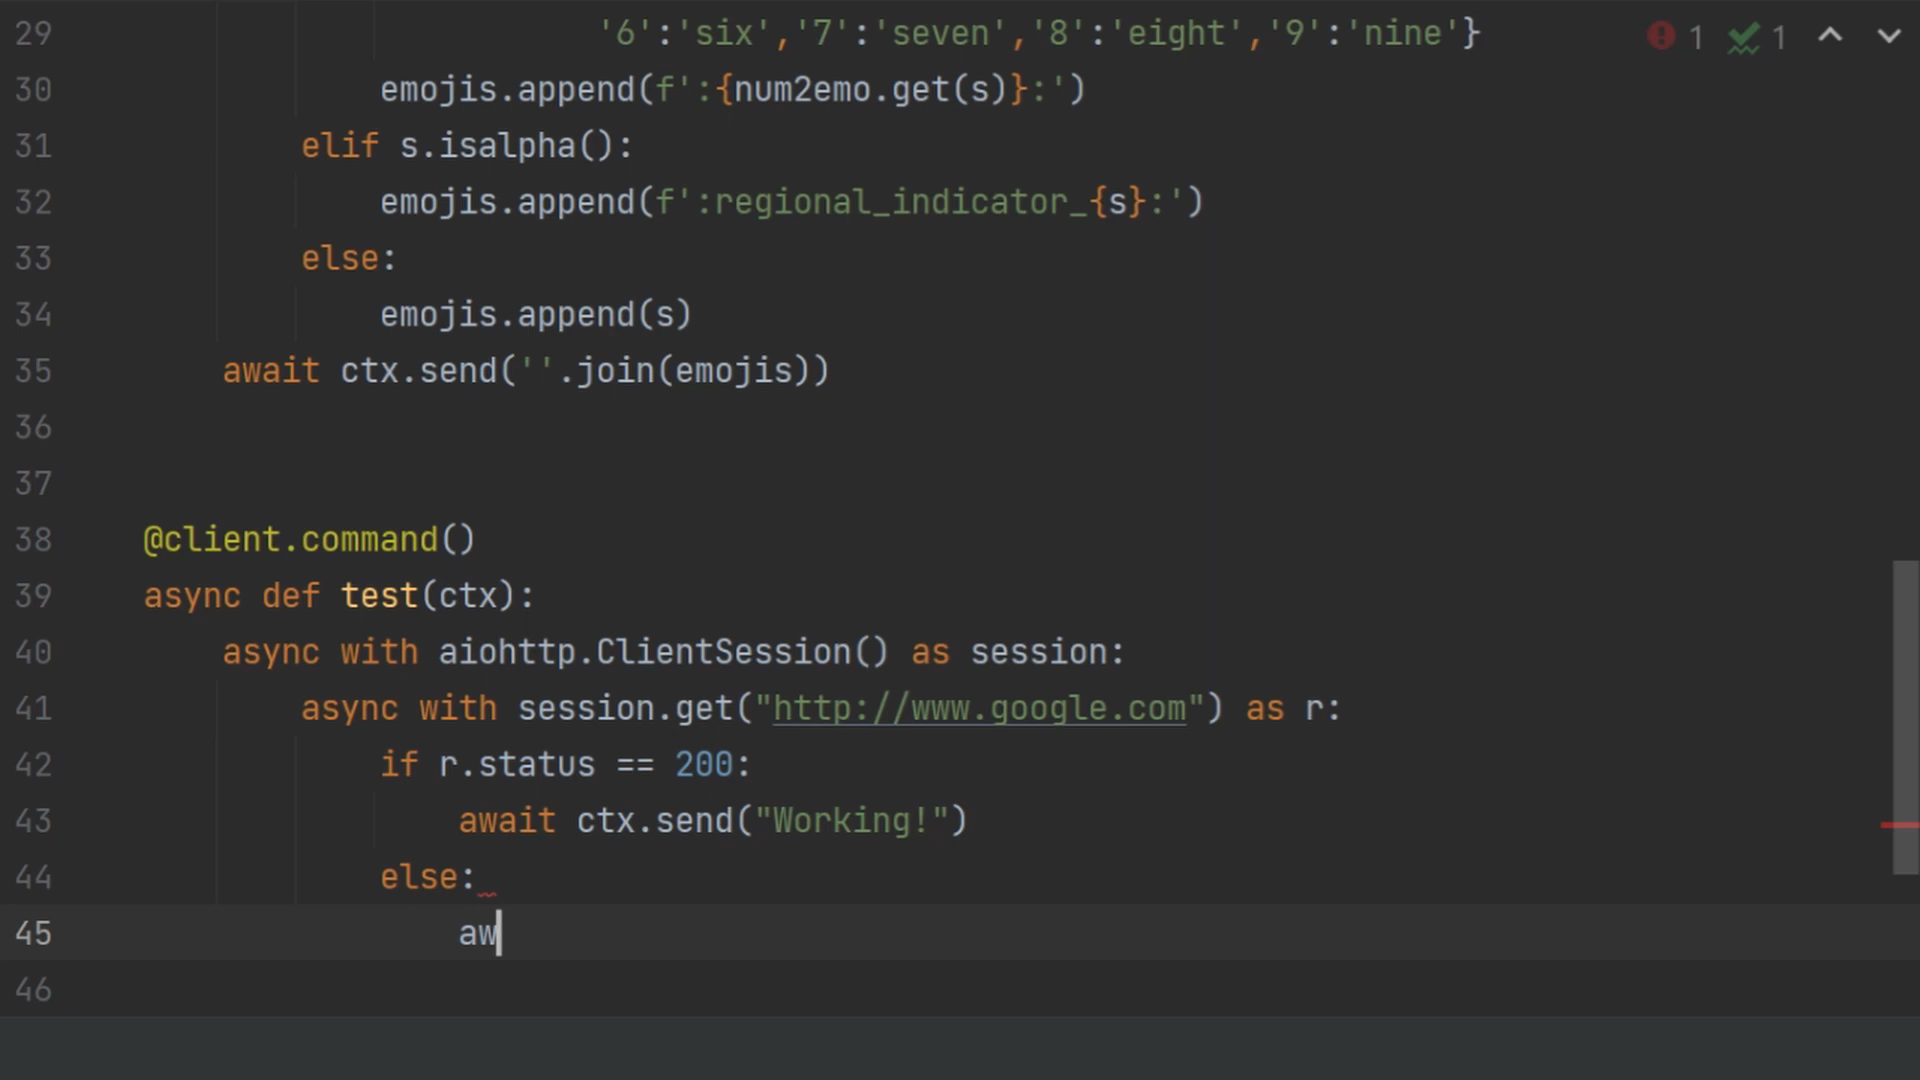 29 '6':'six','7':'seven','8':'eight','9':'nine'} 1 1
30 emojis.append(f':{num2emo.get(s)}:')
31 elif s.isalpha():
32 emojis.append(f':regional_indicator_{s}:')
33 else:
34 emojis.append(s)
35 await ctx.send(''.join(emojis))
36
37
38 @client.command()
39 async def test(ctx):
40 async with aiohttp.ClientSession() as session:
41 async with session.get("http://www.google.com") as r:
42 if r.status == 200:
43 await ctx.send("Working!")
44 else:
45 aw
46